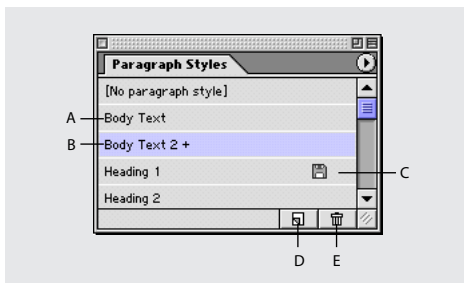 Paragraph Styles
[No paragraph style]
A Body Text
B Body Text 2 +
Heading 1 C
Heading 2
D E